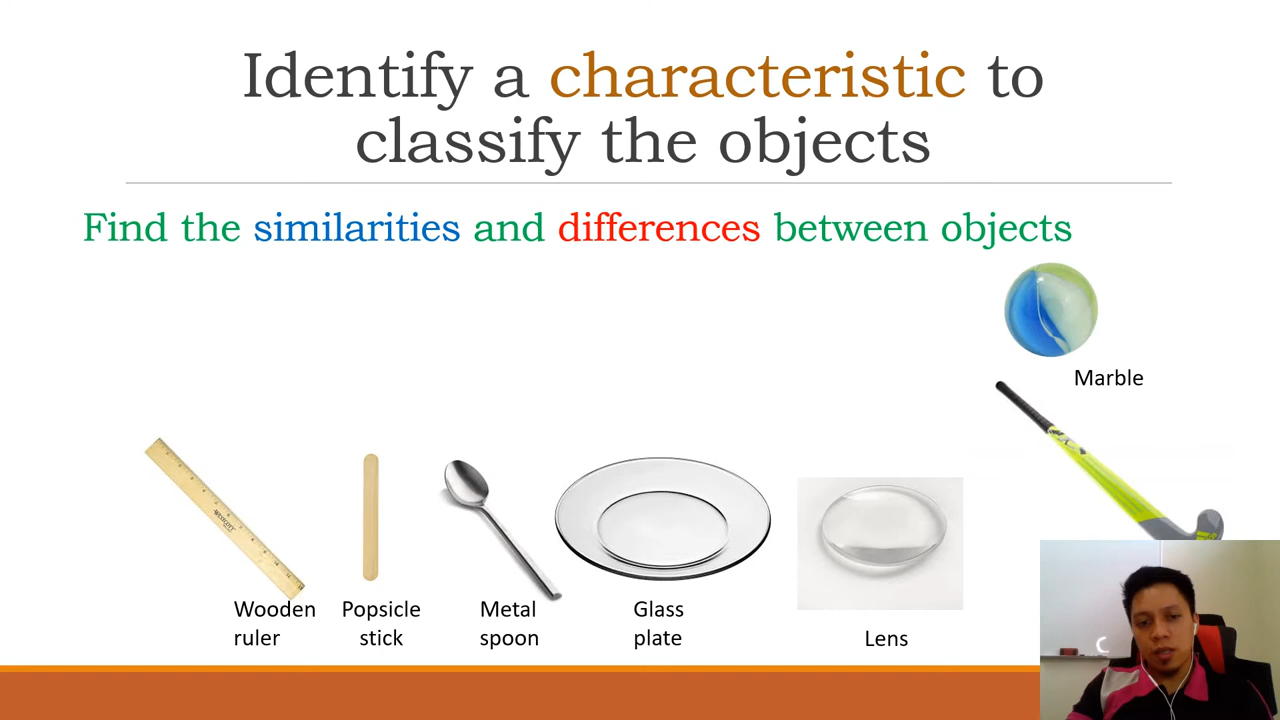 Identify a characteristic to
classify the objects
Find the similarities and differences between objects
Marble
Wooden
ruler
Popsicle
stick
Metal
spoon
Glass
plate
Lens